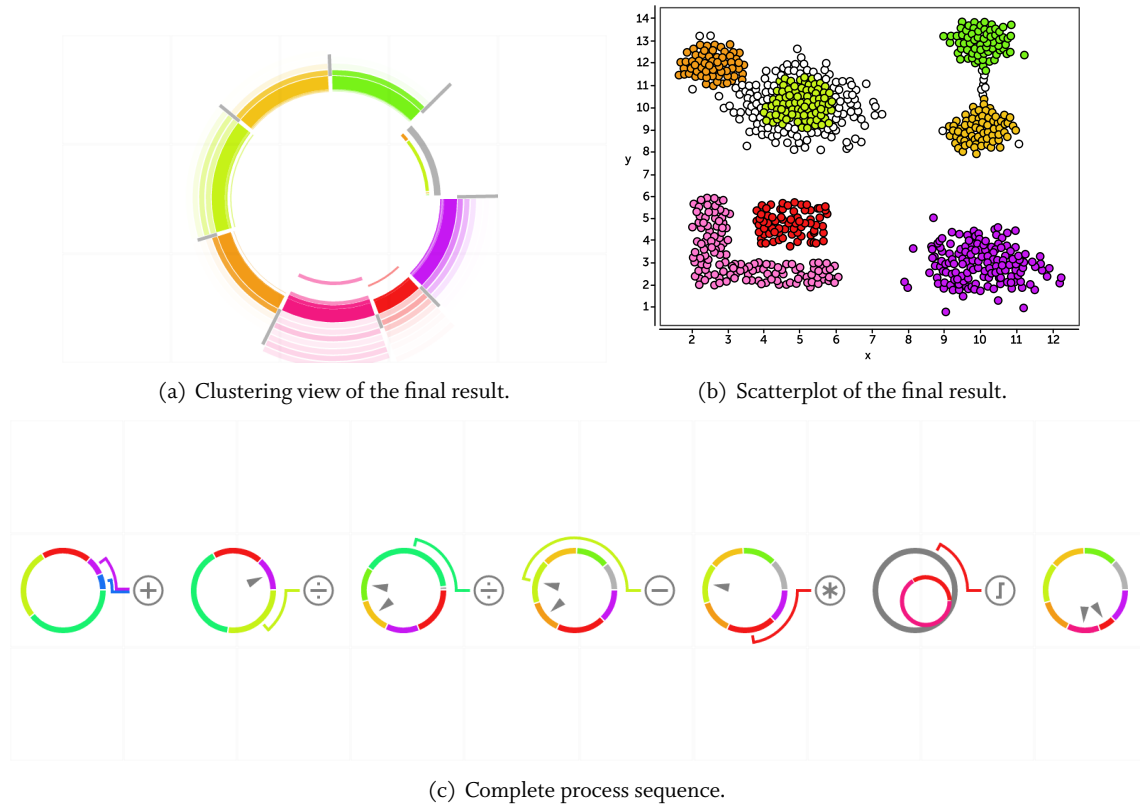 14
13
12
11
10
9
8
7
6
5
4
3
2
1
y
2 3 4 5 6 7 8 9 10 11 12
x
(a) Clustering view of the final result.
(b) Scatterplot of the final result.
(c) Complete process sequence.